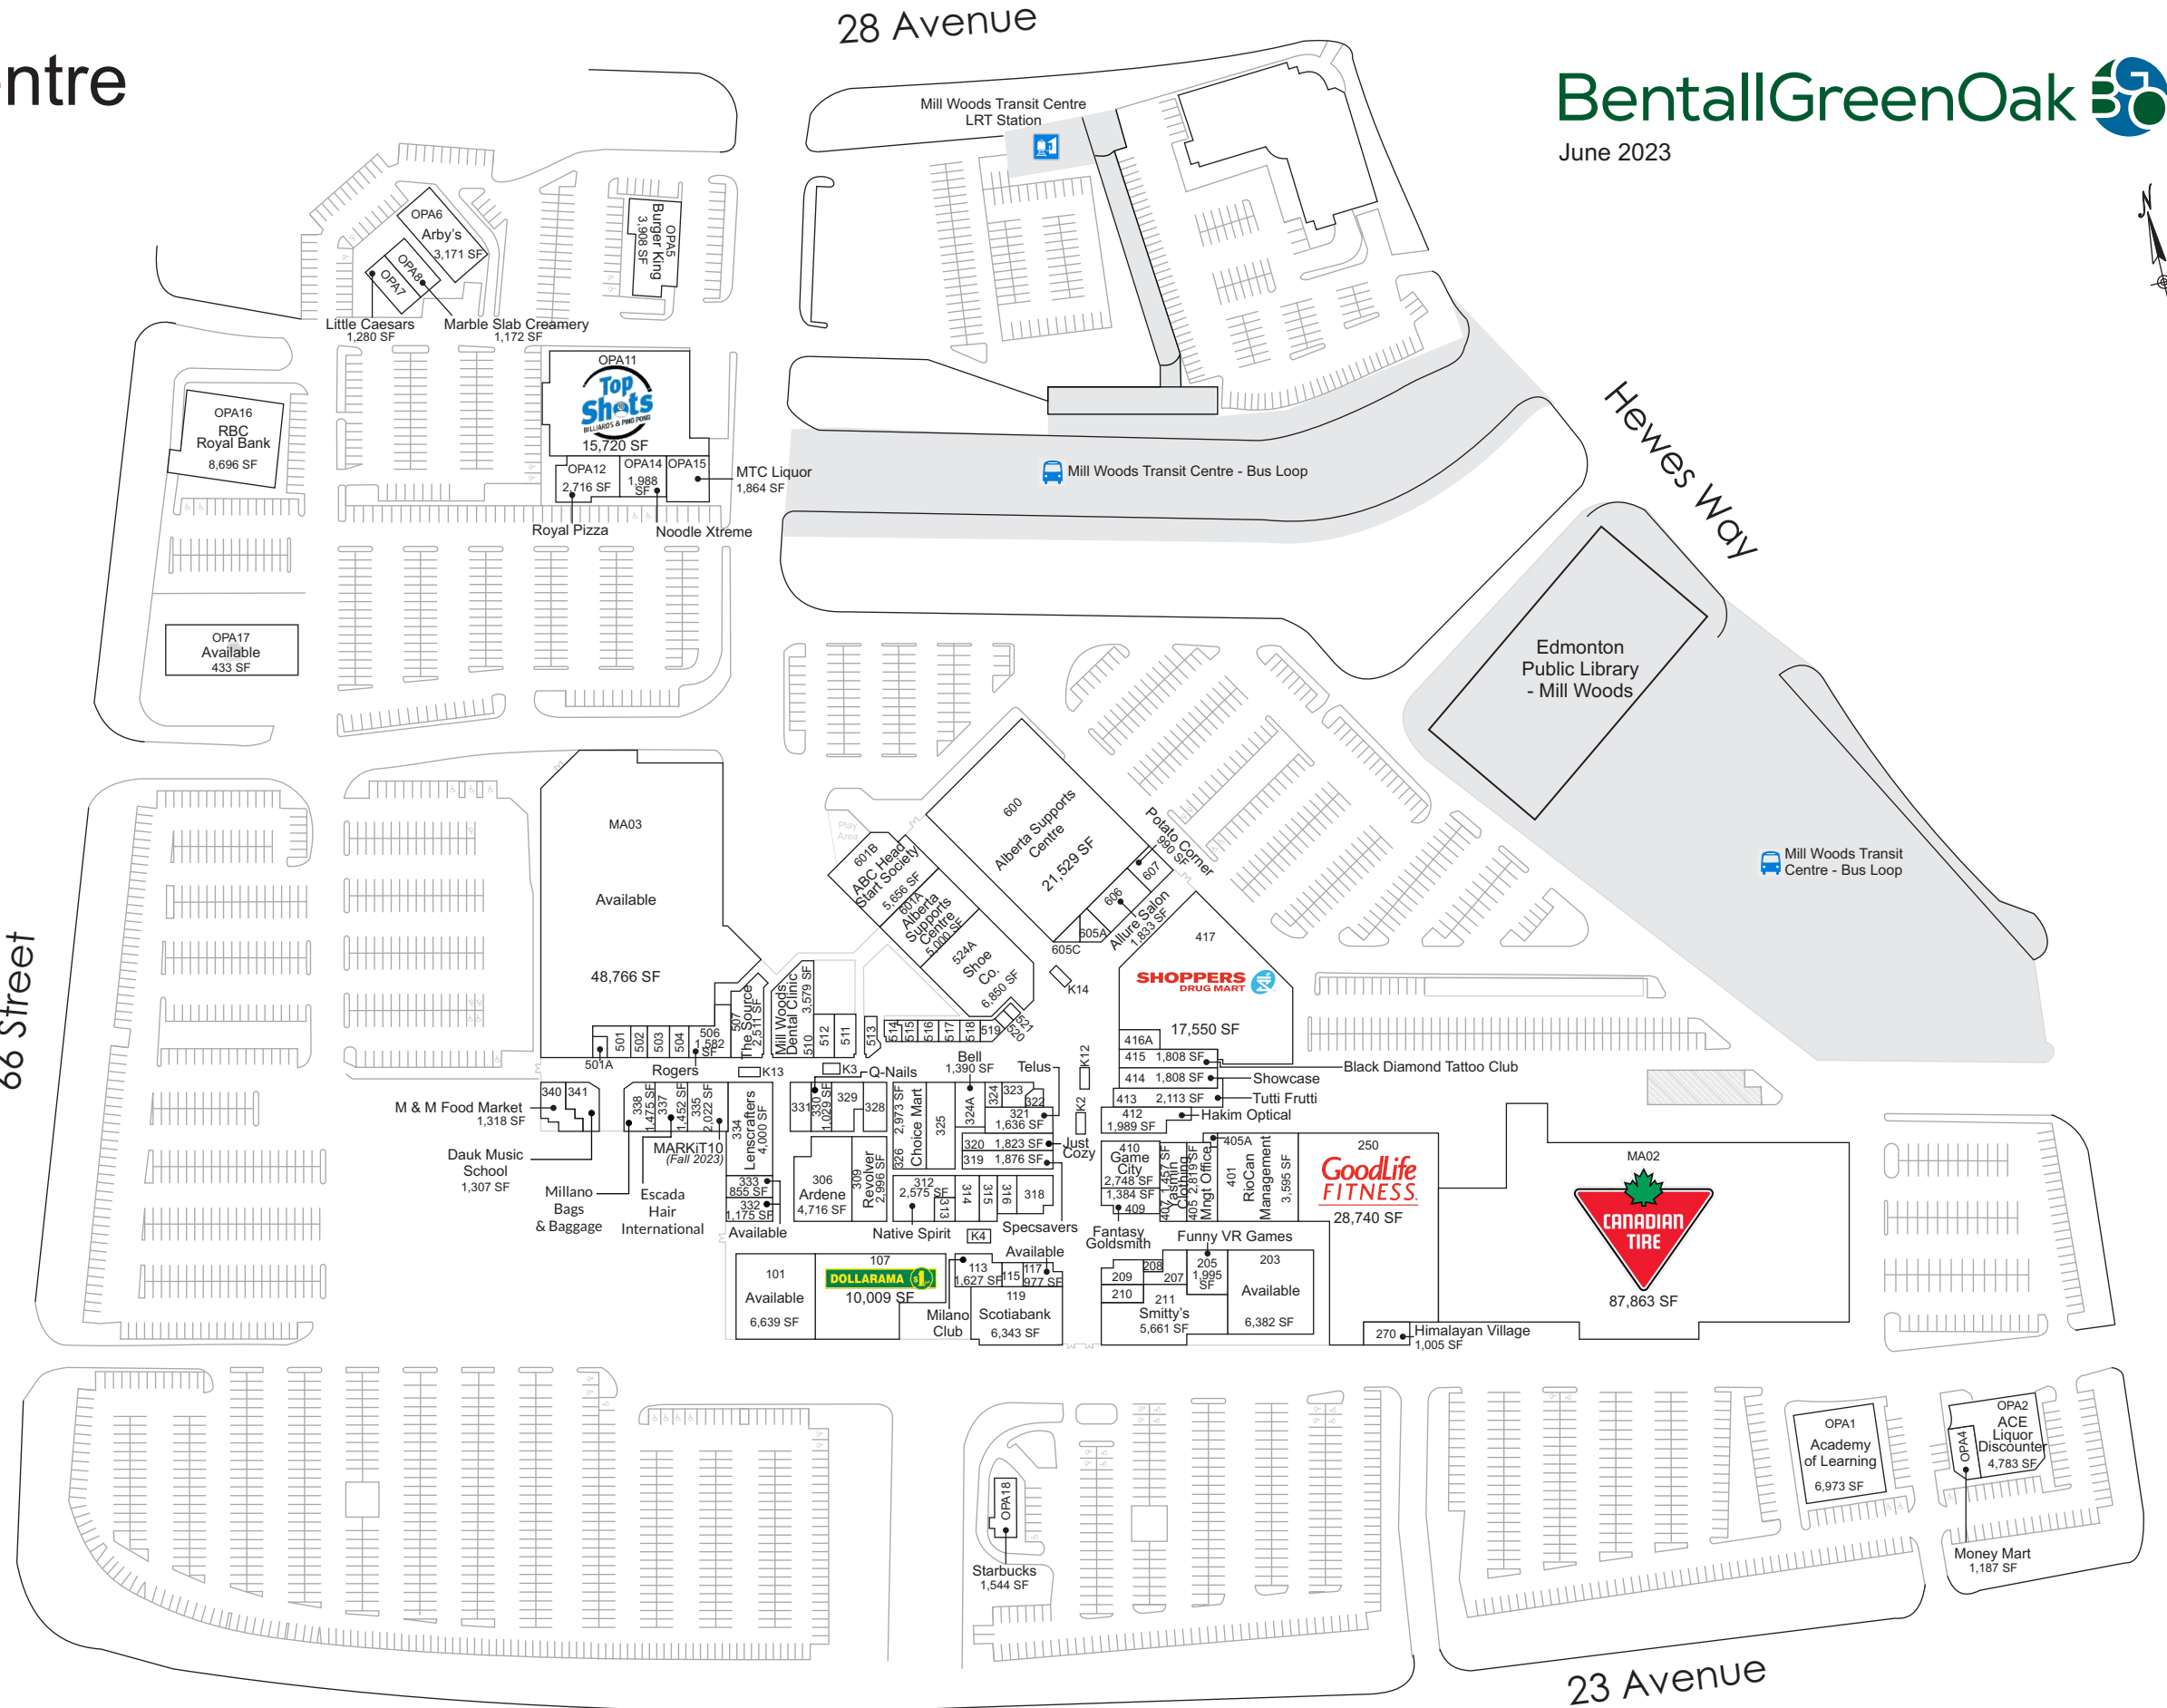 28 Avenue
ntre
BentallGreenOak
BGO
June 2023
N
Mill Woods Transit Centre
LRT Station
OPA6
Arby's
3,171 SF
OPA8
OPA7
Little Caesars
1,280 SF
Marble Slab Creamery
1,172 SF
OPA5
Burger King
3,908 SF
OPA11
Top
Shots
BILLIARDS & PING PONG
15,720 SF
OPA16
RBC
Royal Bank
8,696 SF
OPA12
2,716 SF
OPA14
1,988
SF
OPA15
MTC Liquor
1,864 SF
Royal Pizza
Noodle Xtreme
Mill Woods Transit Centre - Bus Loop
Hewes Way
OPA17
Available
433 SF
Edmonton
Public Library
- Mill Woods
Mill Woods Transit
Centre - Bus Loop
66 Street
MA03
Available
48,766 SF
Play
Area
600
Alberta Supports
Centre
21,529 SF
601B
ABC Head
Start Society
5,656 SF
601A
Alberta
Supports
Centre
5,000 SF
524A
Shoe
Co.
6,850 SF
Potato Corner
990 SF
607
606
Allure Salon
1,833 SF
605A
605C
K14
417
SHOPPERS
DRUG MART
17,550 SF
416A
415 1,808 SF
Black Diamond Tattoo Club
414 1,808 SF
Showcase
413 2,113 SF
Tutti Frutti
412
1,989 SF
Hakim Optical
501A
501
502
503
504
506
1,582
SF
Rogers
507
The Source
2,511 SF
Mill Woods
Dental Clinic
510 3,579 SF
512
511
513
514
515
516
517
518
519
520
521
K13
K3
Q-Nails
Bell
1,390 SF
Telus
K12
K2
340
341
M & M Food Market
1,318 SF
Dauk Music
School
1,307 SF
338
1,475 SF
337
1,452 SF
335
2,022 SF
Millano
Bags
& Baggage
Escada
Hair
International
MARKiT10
(Fall 2023)
334
Lenscrafters
4,000 SF
333
855 SF
332
1,175 SF
Available
331
330
1,029 SF
329
328
306
Ardene
4,716 SF
309
Revolver
2,996 SF
326 2,973 SF
Choice Mart
325
324A
324
323
322
321
1,636 SF
320 1,823 SF
Just
Cozy
319 1,876 SF
312
2,575 SF
313
314
315
316
318
Native Spirit
K4
Specsavers
410
Game
City
2,748 SF
1,384 SF
409
Fantasy
Goldsmith
407 1,457 SF
Yasmin
Clothing
405 2,819 SF
Mngt Office
405A
401
RioCan
Management
3,595 SF
250
GoodLife
FITNESS.
28,740 SF
MA02
CANADIAN
TIRE
87,863 SF
101
Available
6,639 SF
107
DOLLARAMA $1
10,009 SF
113
1,627 SF
Milano
Club
115
Available
117
977 SF
119
Scotiabank
6,343 SF
Funny VR Games
208
209
207
210
211
Smitty's
5,661 SF
205
1,995
SF
203
Available
6,382 SF
270
Himalayan Village
1,005 SF
OPA18
Starbucks
1,544 SF
OPA1
Academy
of Learning
6,973 SF
OPA2
ACE
Liquor
Discounter
4,783 SF
OPA4
Money Mart
1,187 SF
23 Avenue